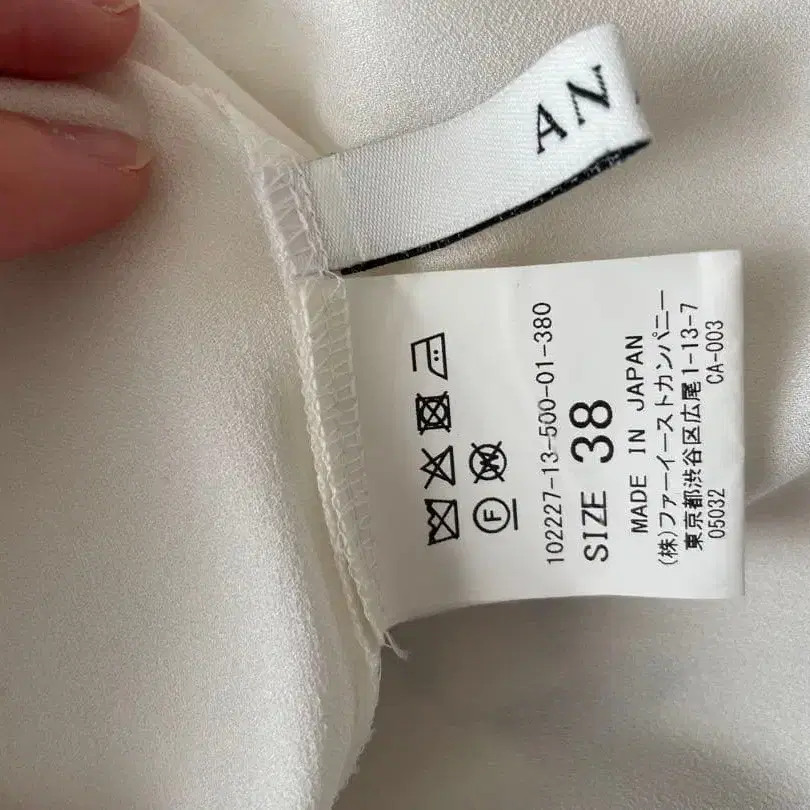 AN
102227-13-500-01-380
SIZE 38
MADE IN JAPAN
(株)ファーイーストカンパニー
東京都渋谷区広尾1-13-7
05032 CA-003
F
W